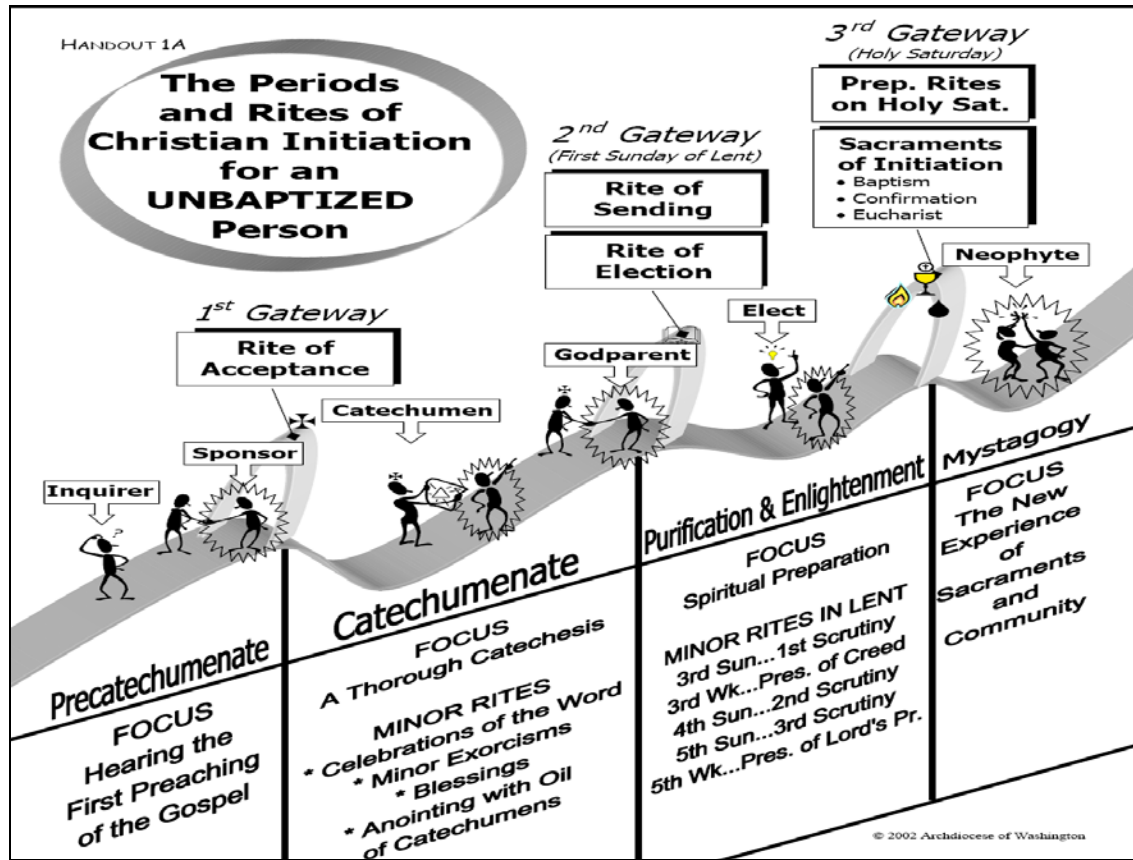 HANDOUT 1A
The Periods
and Rites of
Christian Initiation
for an
UNBAPTIZED
Person
1st Gateway
Rite of
Acceptance
2nd Gateway
(First Sunday of Lent)
Rite of
Sending
Rite of
Election
3rd Gateway
(Holy Saturday)
Prep. Rites
on Holy Sat.
Sacraments
of Initiation
• Baptism
• Confirmation
• Eucharist
Inquirer
?
Sponsor
Catechumen
Godparent
Elect
Neophyte
Precatechumenate
FOCUS
Hearing the
First Preaching
of the Gospel
Catechumenate
FOCUS
A Thorough Catechesis
MINOR RITES
* Celebrations of the Word
* Minor Exorcisms
* Blessings
* Anointing with Oil
of Catechumens
Purification & Enlightenment
FOCUS
Spiritual Preparation
MINOR RITES IN LENT
3rd Sun...1st Scrutiny
3rd Wk...Pres. of Creed
4th Sun...2nd Scrutiny
5th Sun...3rd Scrutiny
5th Wk...Pres. of Lord's Pr.
Mystagogy
FOCUS
The New
Experience
of
Sacraments
and
Community
© 2002 Archdiocese of Washington